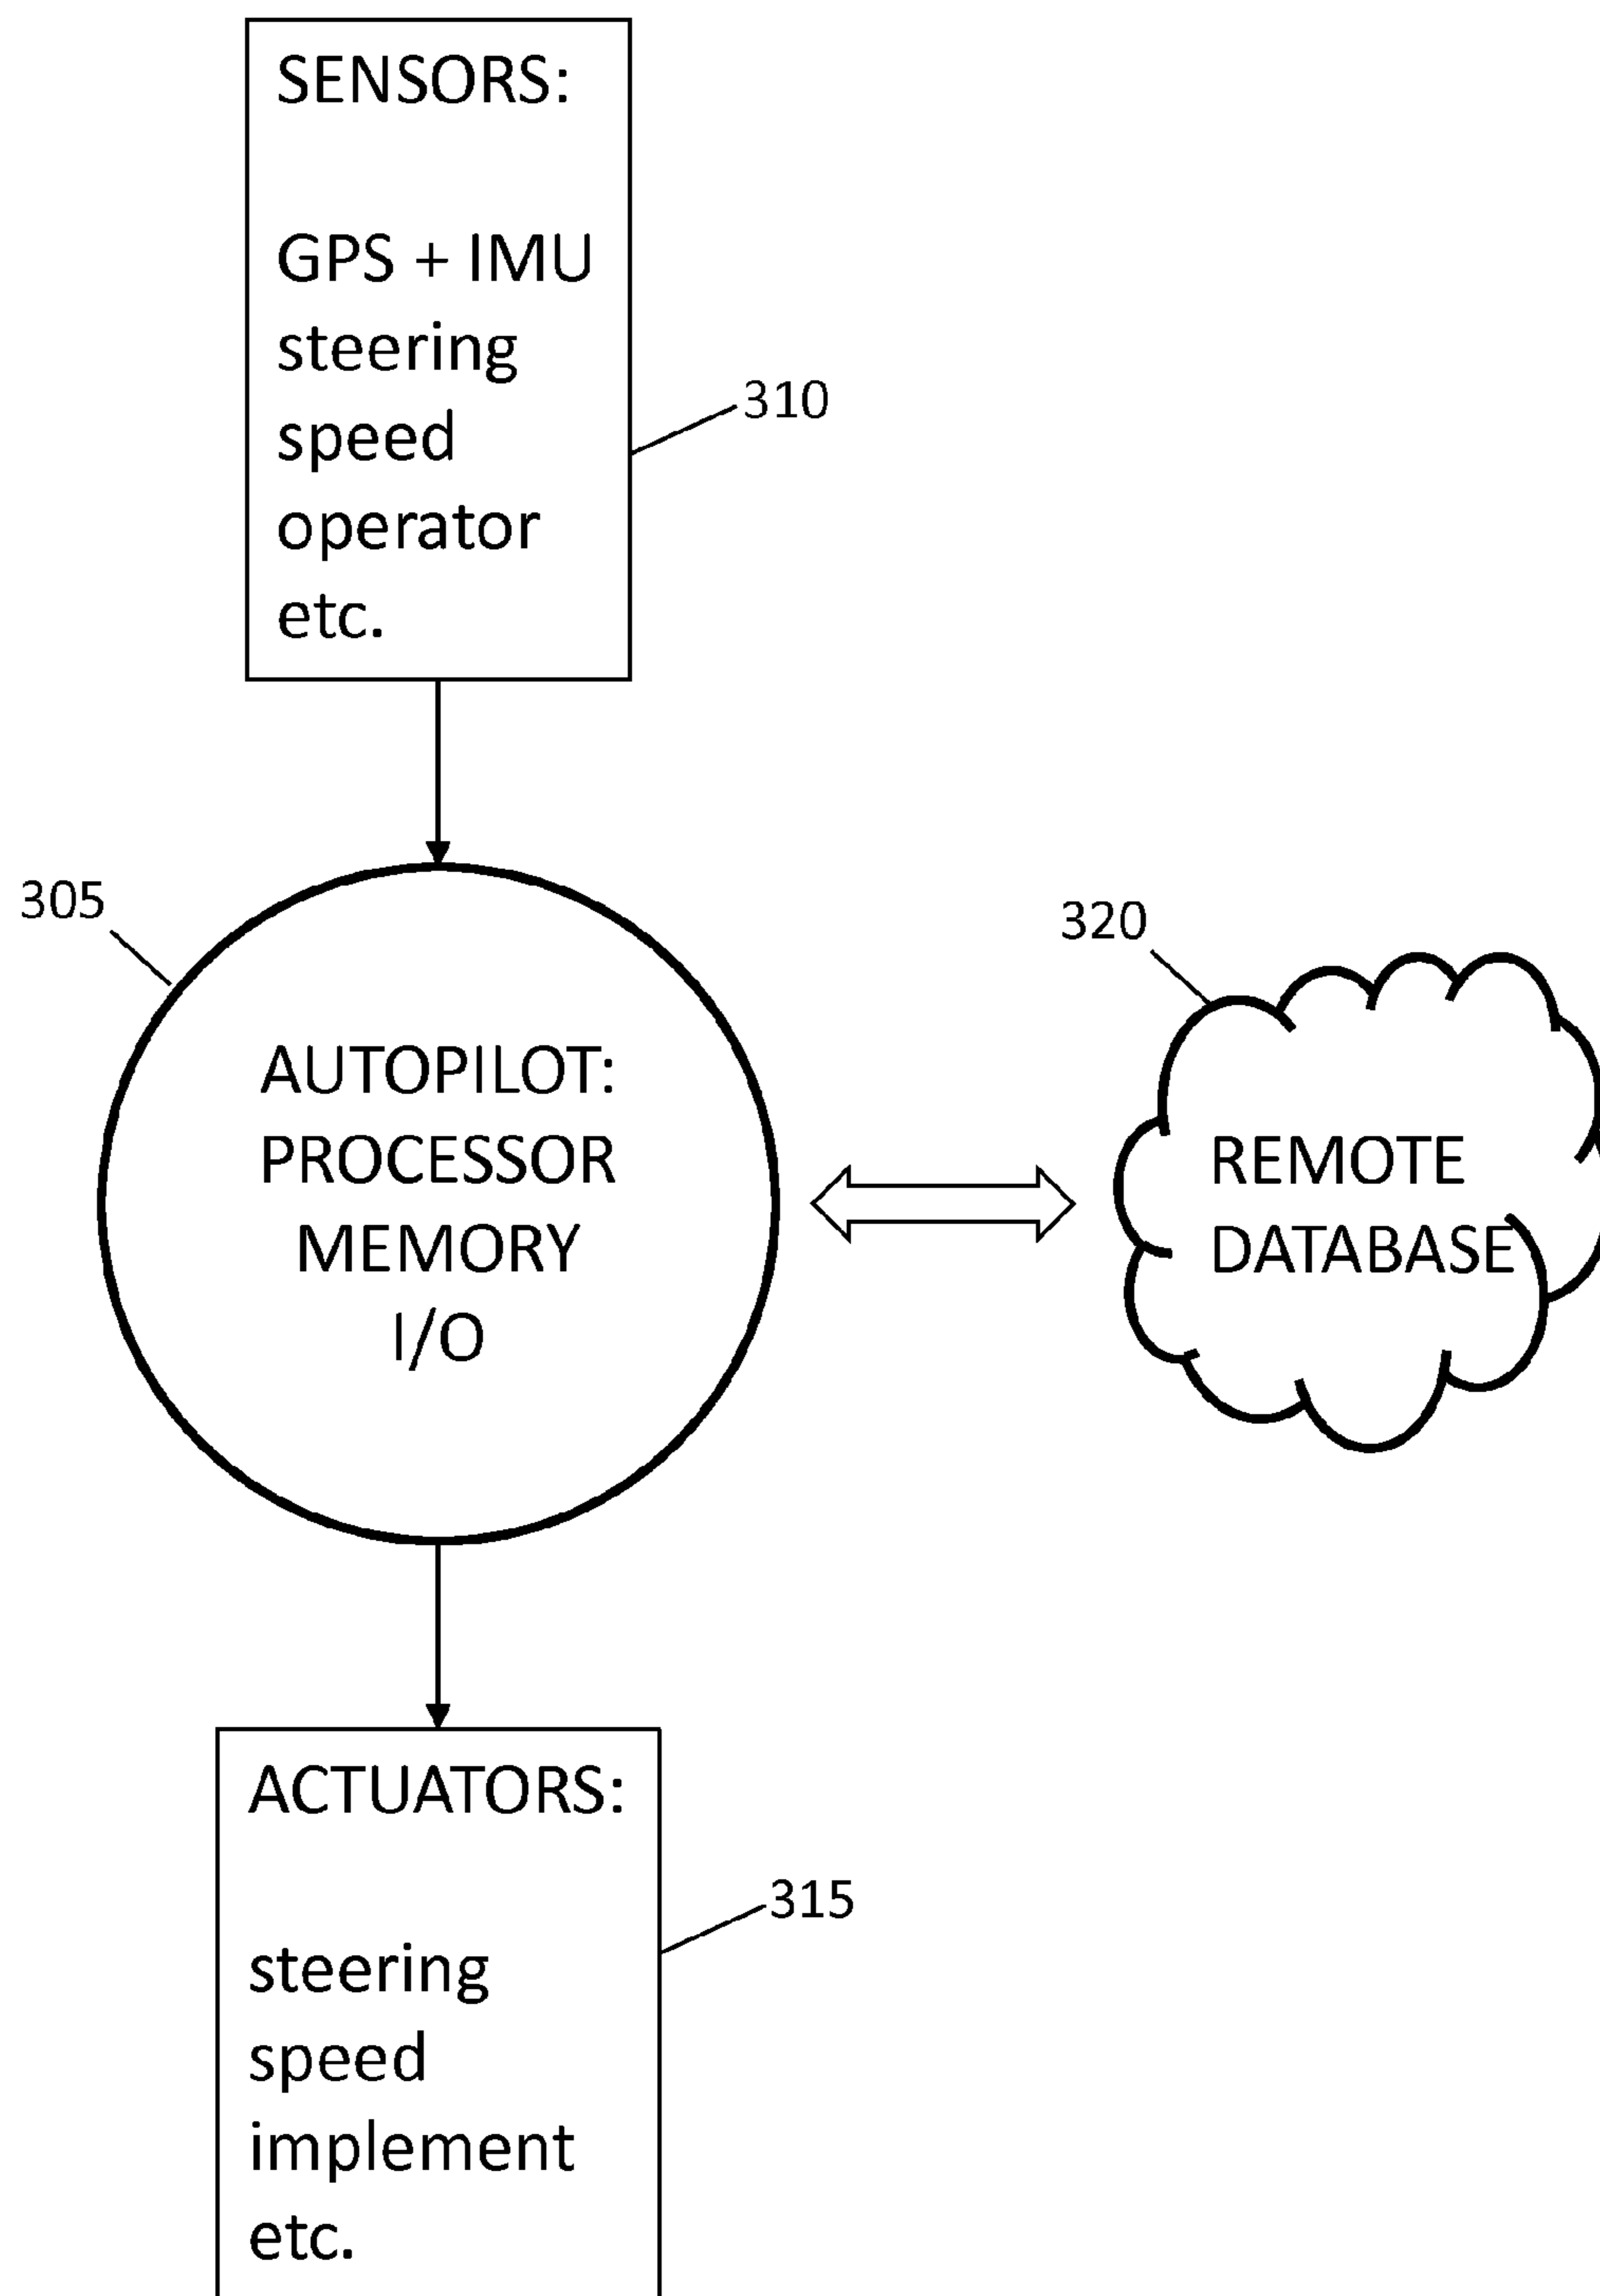 SENSORS:
GPS + IMU
steering
speed
operator
etc.
310
305
AUTOPILOT:
PROCESSOR
MEMORY
I/O
320
REMOTE
DATABASE
ACTUATORS:
steering
speed
implement
etc.
315